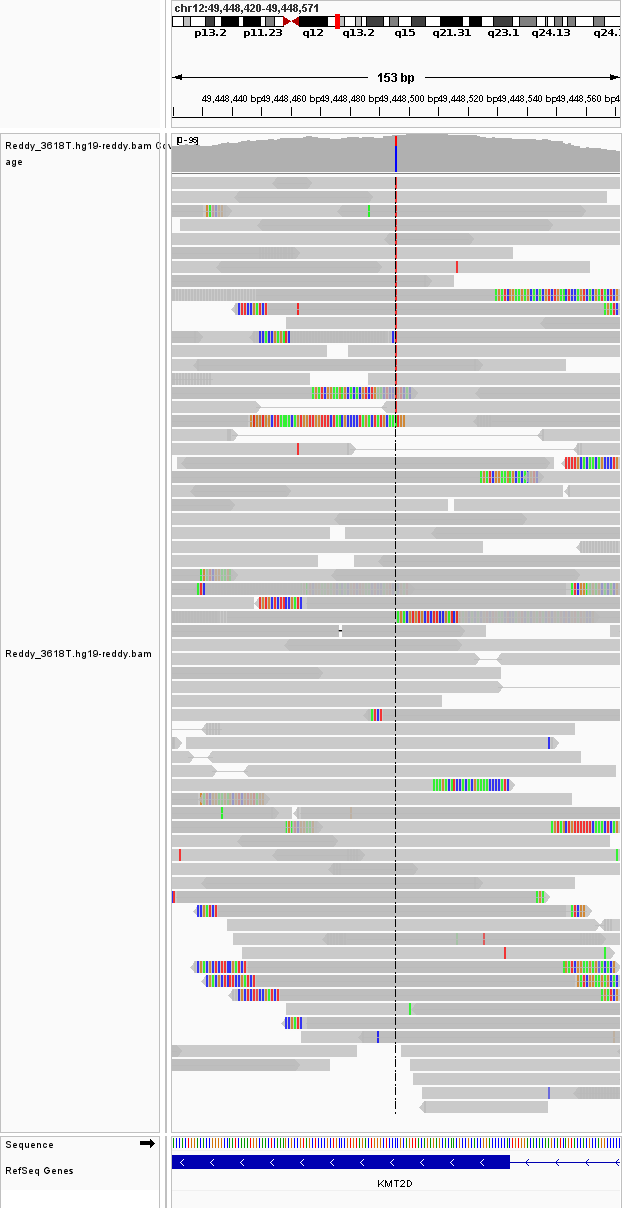 chr12:49,448,420-49,448,571
p13.2 p11.23 q12 q13.2 q15 q21.31 q23.1 q24.13 q24.
153 bp
49,448,440 bp 49,448,460 bp 49,448,480 bp 49,448,500 bp 49,448,520 bp 49,448,540 bp 49,448,560 bp
Reddy_3618T.hg19-reddy.bam Cov
age
[0-99]
Reddy_3618T.hg19-reddy.bam
Sequence
RefSeq Genes
KMT2D